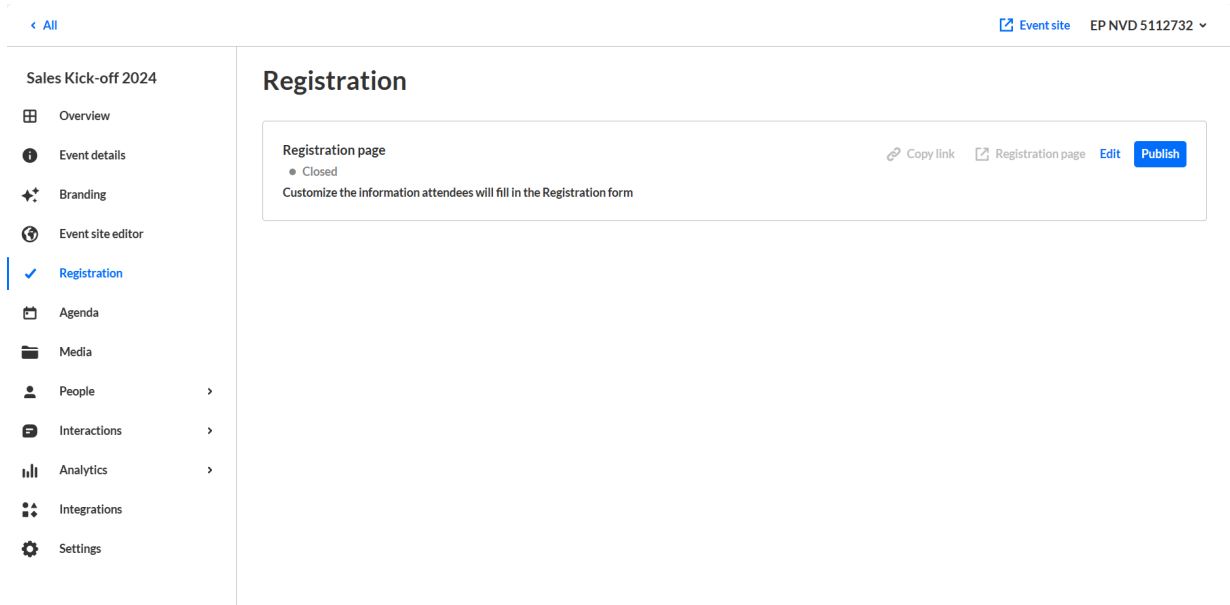 All
Event site
EP NVD 5112732
Sales Kick-off 2024
Overview
Event details
Branding
Event site editor
Registration
Agenda
Media
People
Interactions
Analytics
Integrations
Settings
Registration
Registration page
Closed
Customize the information attendees will fill in the Registration form
Copy link
Registration page
Edit
Publish